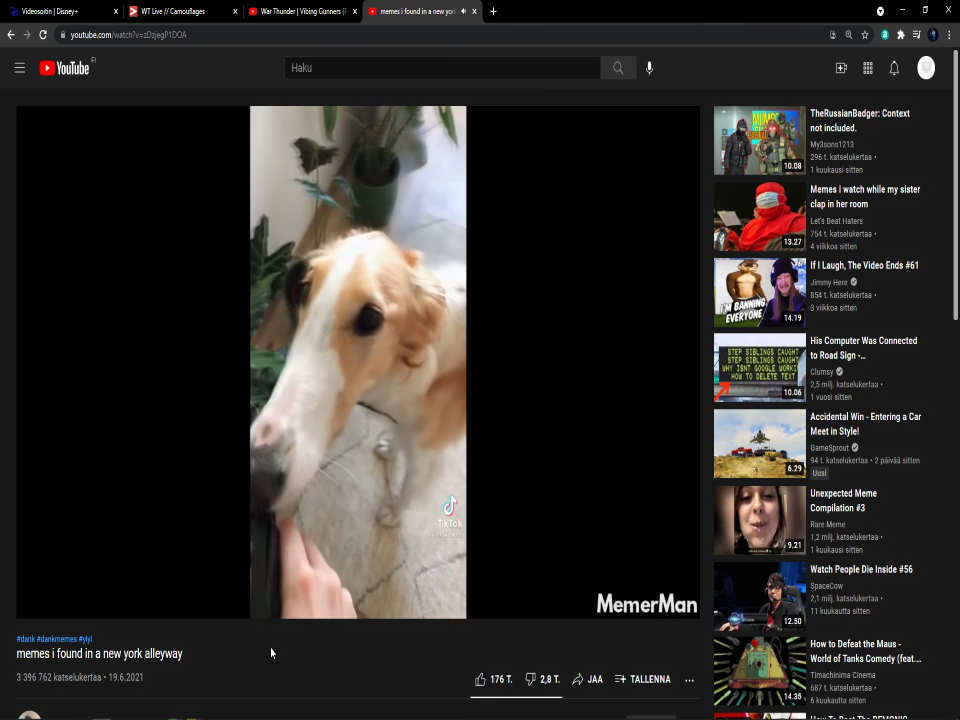 Videosoitin | Disney+
WT Live // Camouflages
War Thunder | Vibing Gunners (
memes i found in a new york
youtube.com/watch?v=zDzjegP1DOA
YouTube FI
Haku
TikTok
MemerMan
#dank #dankmemes #ylyl
memes i found in a new york alleyway
3 396 762 katselukertaa • 19.6.2021
176 T.
2,8 T.
JAA
TALLENNA
10.08
TheRussianBadger: Context
not included.
My3sons1213
296 t. katselukertaa •
1 kuukausi sitten
13.27
Memes i watch while my sister
clap in her room
Let's Beat Haters
754 t. katselukertaa •
4 viikkoa sitten
I'M BANNING
EVERYONE
14.19
If I Laugh, The Video Ends #61
Jimmy Here
854 t. katselukertaa •
3 viikkoa sitten
STEP SIBLINGS CAUGHT
STEP SIBLINGS CAUGHT
WHY ISNT GOOGLE WORKI
HOW TO DELETE TEXT
10.06
His Computer Was Connected
to Road Sign -...
Clumsy
2,5 milj. katselukertaa •
1 vuosi sitten
6.29
Accidental Win - Entering a Car
Meet in Style!
GameSprout
94 t. katselukertaa • 2 päivää sitten
Uusi
9.21
Unexpected Meme
Compilation #3
Rare Meme
1,2 milj. katselukertaa •
1 kuukausi sitten
12.50
Watch People Die Inside #56
SpaceCow
2,1 milj. katselukertaa •
11 kuukautta sitten
14.35
How to Defeat the Maus -
World of Tanks Comedy (feat....
Timachinima Cinema
687 t. katselukertaa •
6 kuukautta sitten